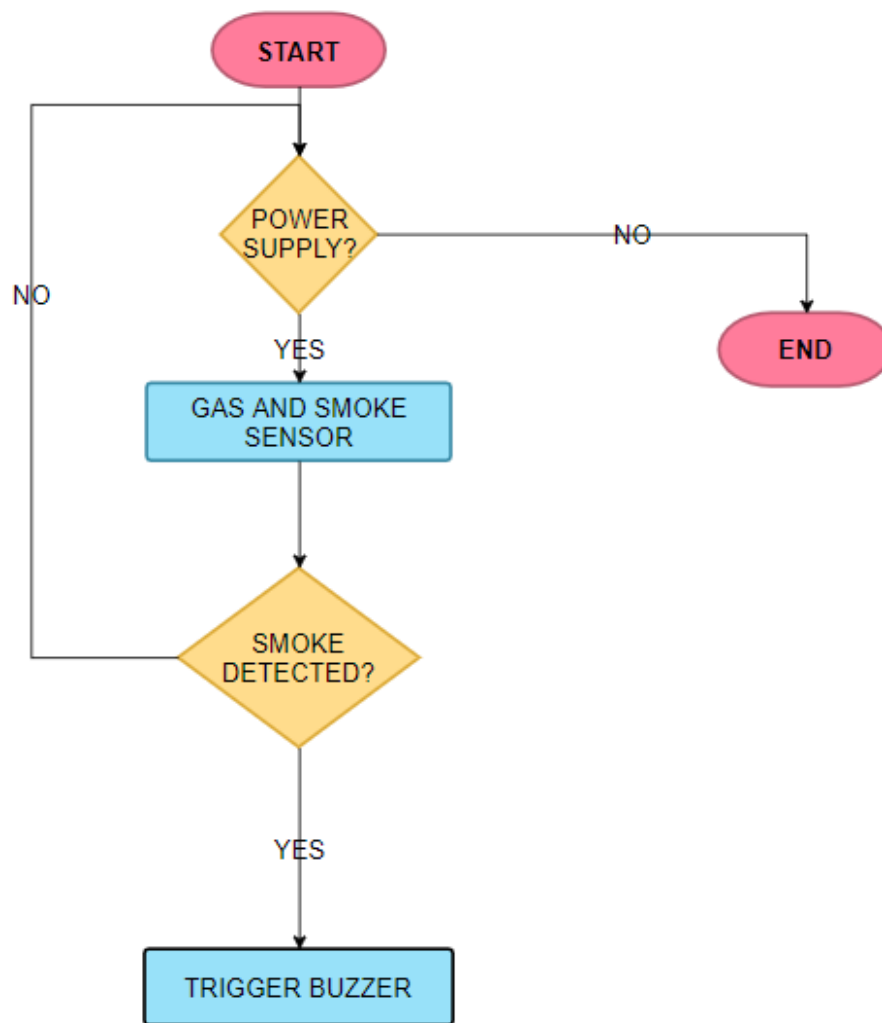 START
POWER
SUPPLY?
NO
NO
YES
END
GAS AND SMOKE
SENSOR
SMOKE
DETECTED?
YES
TRIGGER BUZZER